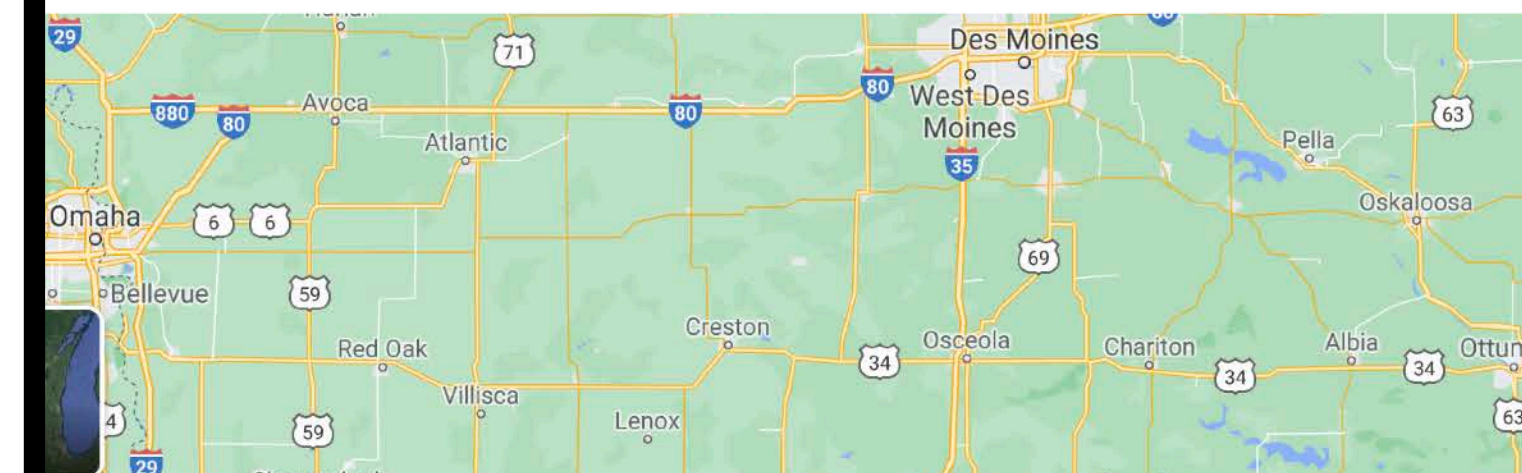 29
71
Des Moines
80
West Des
Moines
880
80
Avoca
80
63
Atlantic
35
Pella
Omaha
6
6
Oskaloosa
69
Bellevue
59
Creston
Red Oak
34
Osceola
Chariton
Albia
34
34
Villisca
Lenox
59
63
29